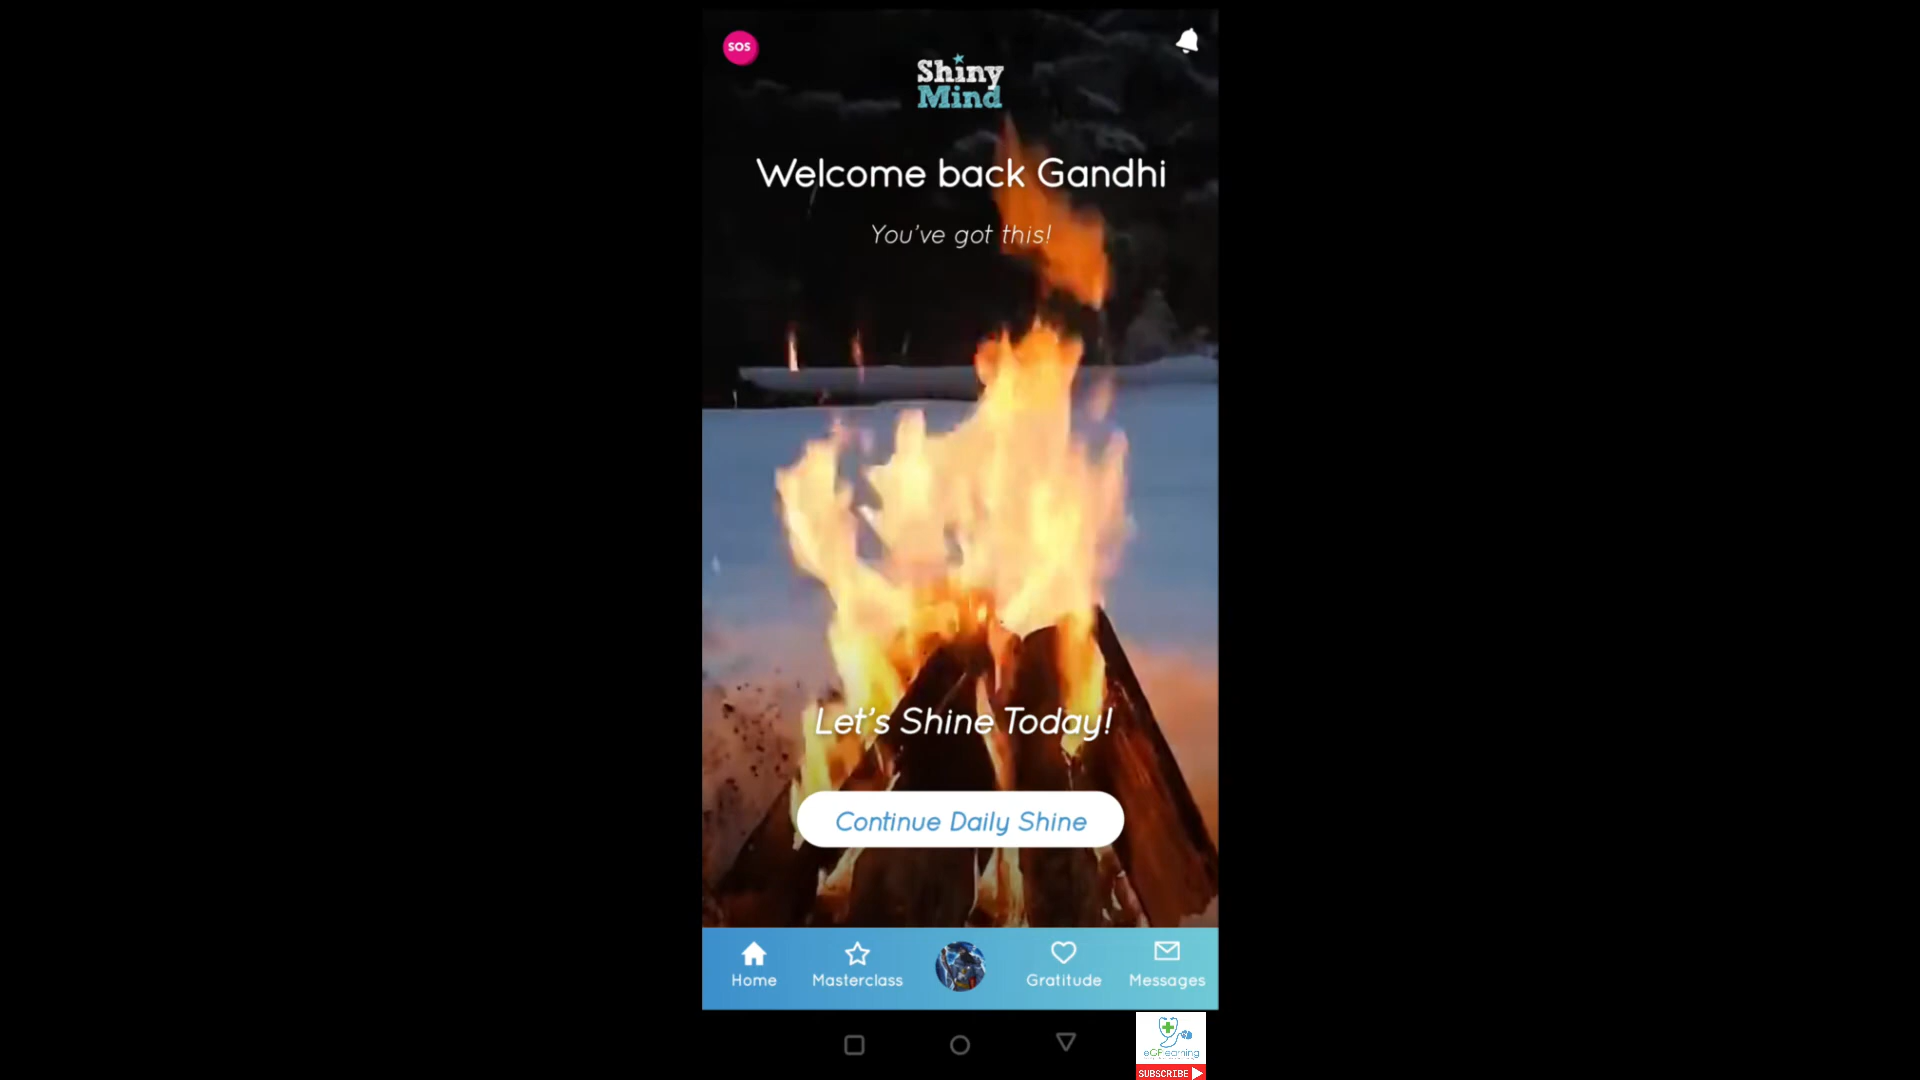 SOS
Shiny
Mind
Welcome back Gandhi
You've got this!
Let's Shine Today!
Continue Daily Shine
Home
Masterclass
Gratitude
Messages
eGPlearning
SUBSCRIBE